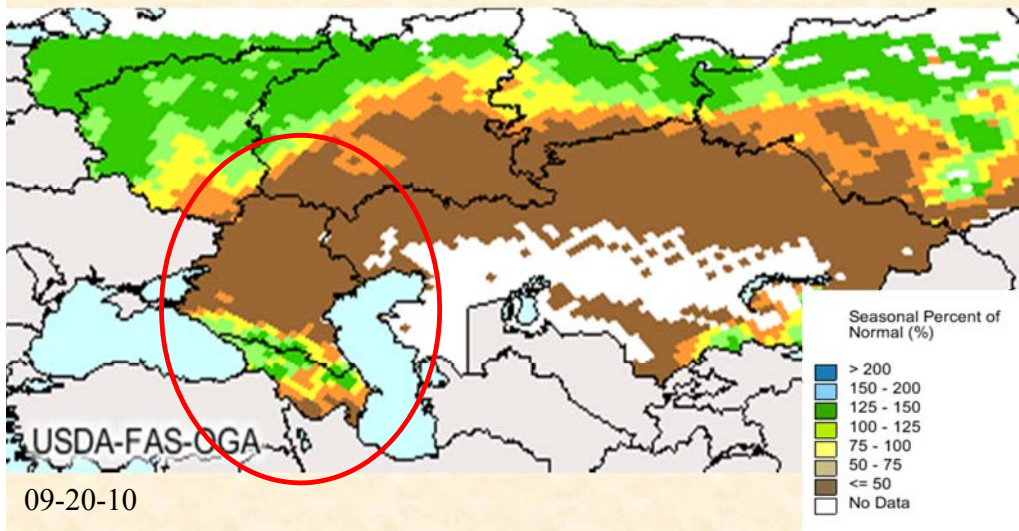 Seasonal Percent of
Normal (%)
> 200
150 - 200
125 - 150
100 - 125
75 - 100
50 - 75
<= 50
No Data
USDA-FAS-OGA
09-20-10